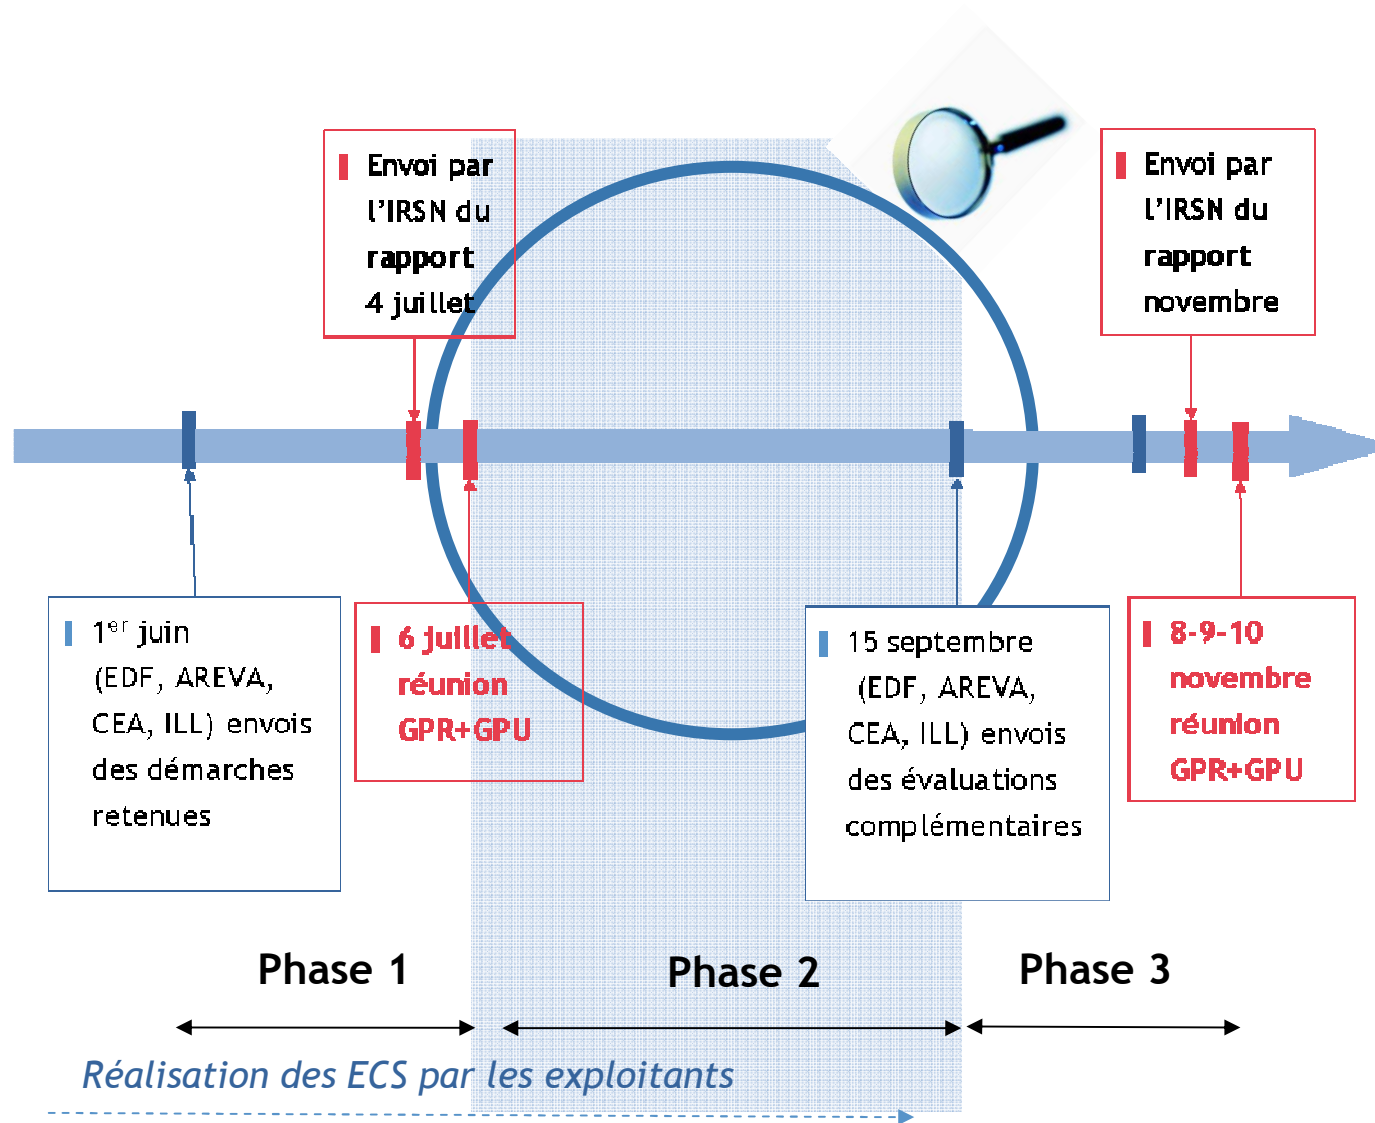 Envoi par
l’IRSN du
rapport
4 juillet
Envoi par
l’IRSN du
rapport
novembre
1er juin
(EDF, AREVA,
CEA, ILL) envois
des démarches
retenues
6 juillet
réunion
GPR+GPU
15 septembre
(EDF, AREVA,
CEA, ILL) envois
des évaluations
complémentaires
8-9-10
novembre
réunion
GPR+GPU
Phase 1
Phase 2
Phase 3
Réalisation des ECS par les exploitants